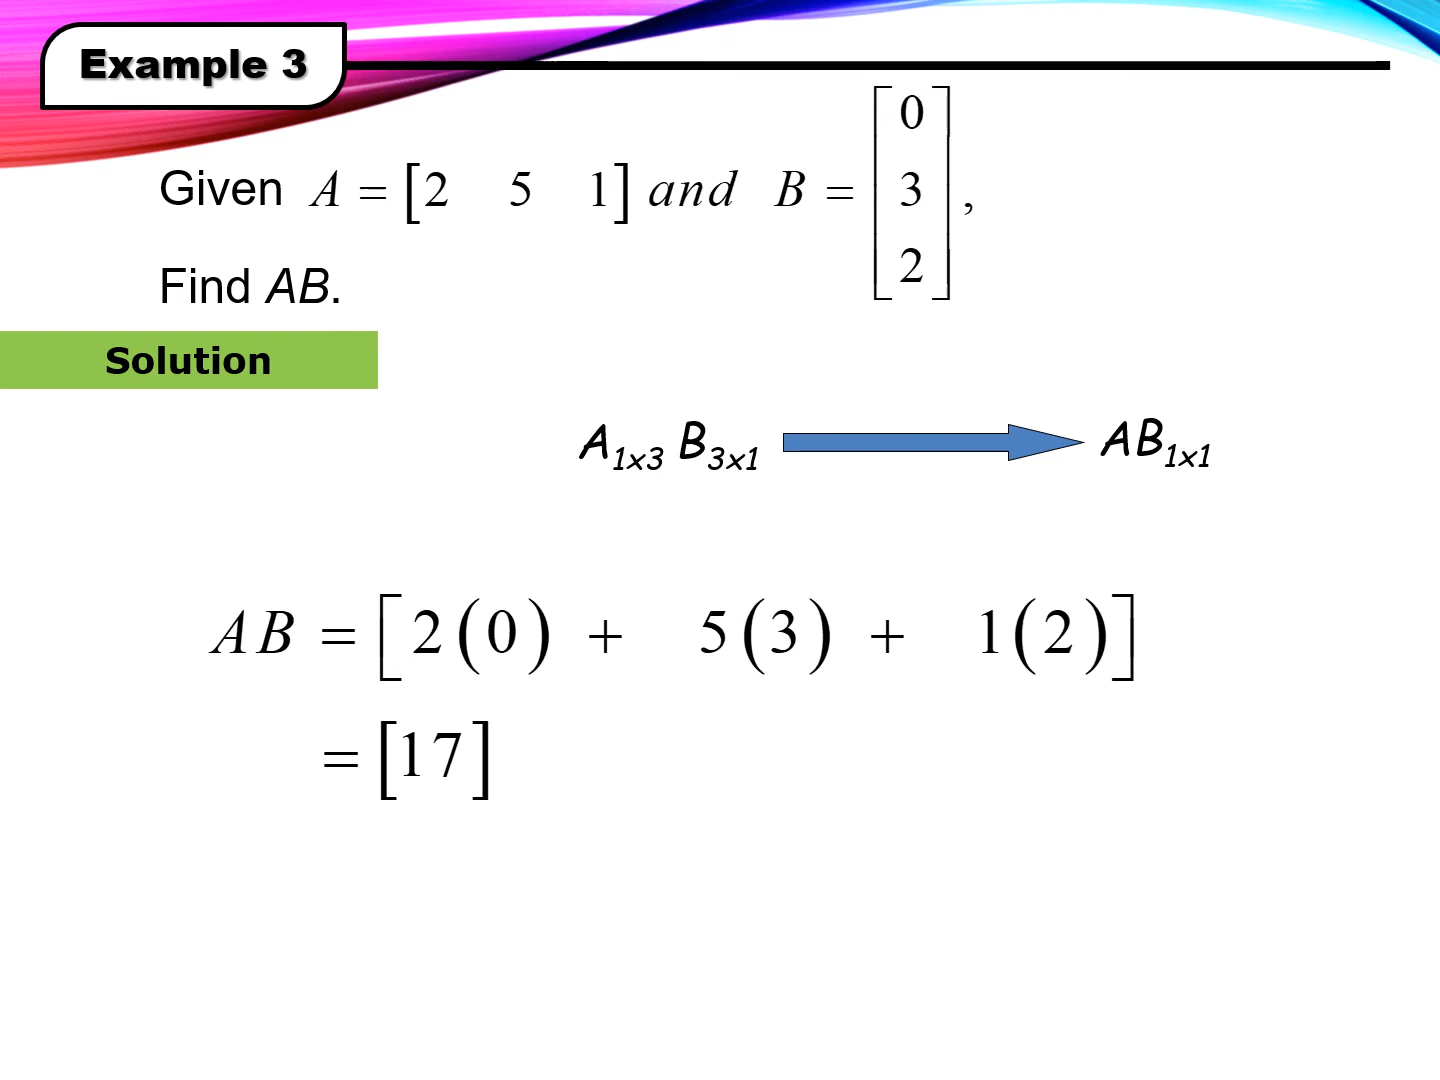 Example 3
Given A = [2 5 1] and B = [0 3 2],
Find AB.
Solution
A1x3 B3x1 AB1x1
AB = [2(0) + 5(3) + 1(2)]
= [17]